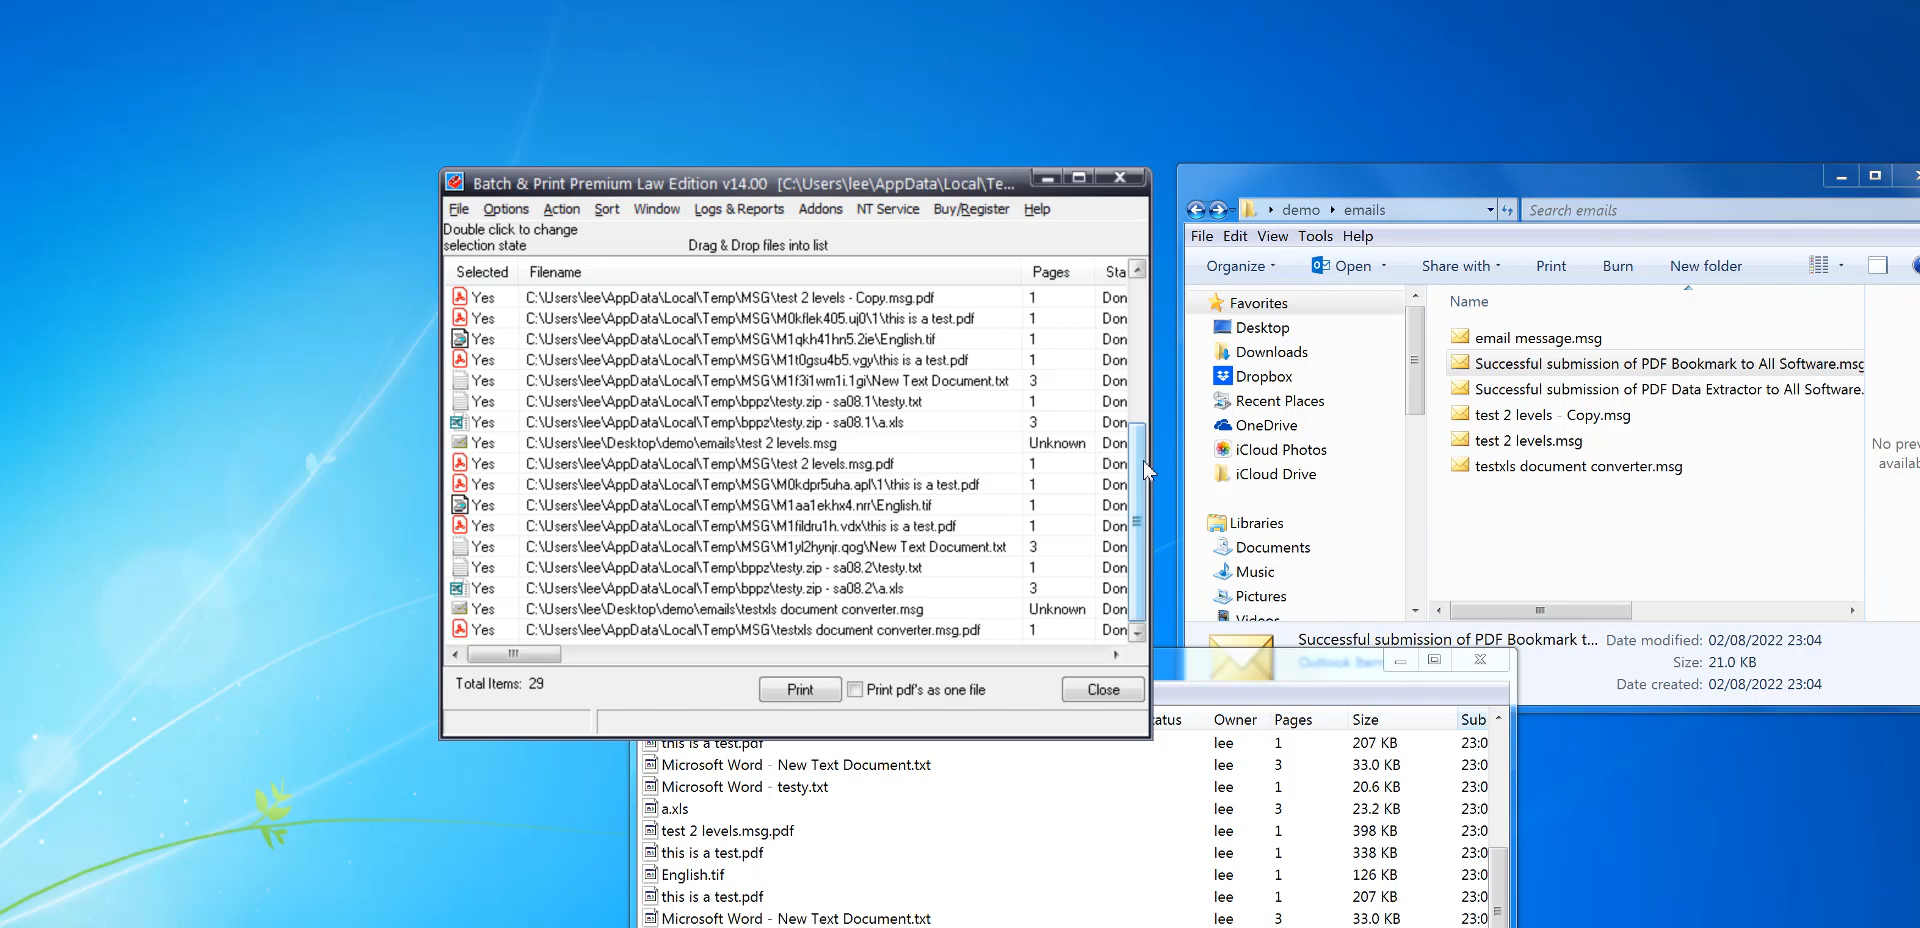 Batch & Print Premium Law Edition v14.00 [C:\Users\lee\AppData\Local\Te...
File Options Action Sort Window Logs & Reports Addons NT Service Buy/Register Help
Double click to change
selection state
Drag & Drop files into list
Selected Filename Pages Sta
Yes C:\Users\lee\AppData\Local\Temp\MSG\test 2 levels - Copy.msg.pdf 1 Don
Yes C:\Users\lee\AppData\Local\Temp\MSG\M0kflek405.uj0\1\this is a test.pdf 1 Don
Yes C:\Users\lee\AppData\Local\Temp\MSG\M1qkh41hn5.2ie\English.tif 1 Don
Yes C:\Users\lee\AppData\Local\Temp\MSG\M1t0gsu4b5.vgy\this is a test.pdf 1 Don
Yes C:\Users\lee\AppData\Local\Temp\MSG\M1f3i1wm1i.1gi\New Text Document.txt 3 Don
Yes C:\Users\lee\AppData\Local\Temp\bppz\testy.zip - sa08.1\testy.txt 1 Don
Yes C:\Users\lee\AppData\Local\Temp\bppz\testy.zip - sa08.1\a.xls 3 Don
Yes C:\Users\lee\Desktop\demo\emails\test 2 levels.msg Unknown Don
Yes C:\Users\lee\AppData\Local\Temp\MSG\test 2 levels.msg.pdf 1 Don
Yes C:\Users\lee\AppData\Local\Temp\MSG\M0kdpr5uha.apl\1\this is a test.pdf 1 Don
Yes C:\Users\lee\AppData\Local\Temp\MSG\M1aa1ekhx4.nrr\English.tif 1 Don
Yes C:\Users\lee\AppData\Local\Temp\MSG\M1fildru1h.vdx\this is a test.pdf 1 Don
Yes C:\Users\lee\AppData\Local\Temp\MSG\M1yl2hynjr.qog\New Text Document.txt 3 Don
Yes C:\Users\lee\AppData\Local\Temp\bppz\testy.zip - sa08.2\testy.txt 1 Don
Yes C:\Users\lee\AppData\Local\Temp\bppz\testy.zip - sa08.2\a.xls 3 Don
Yes C:\Users\lee\Desktop\demo\emails\testxls document converter.msg Unknown Don
Yes C:\Users\lee\AppData\Local\Temp\MSG\testxls document converter.msg.pdf 1 Don
Total Items: 29
Print
Print pdf's as one file
Close
demo emails
Search emails
File Edit View Tools Help
Organize Open Share with Print Burn New folder
Favorites
Desktop
Downloads
Dropbox
Recent Places
OneDrive
iCloud Photos
iCloud Drive
Libraries
Documents
Music
Pictures
Videos
Name
email message.msg
Successful submission of PDF Bookmark to All Software.msg
Successful submission of PDF Data Extractor to All Software.
test 2 levels - Copy.msg
test 2 levels.msg
testxls document converter.msg
No prev
availab
Successful submission of PDF Bookmark t... Date modified: 02/08/2022 23:04
Outlook Item
Size: 21.0 KB
Date created: 02/08/2022 23:04
tatus Owner Pages Size Sub
this is a test.pdf lee 1 207 KB 23:0
Microsoft Word - New Text Document.txt lee 3 33.0 KB 23:0
Microsoft Word - testy.txt lee 1 20.6 KB 23:0
a.xls lee 3 23.2 KB 23:0
test 2 levels.msg.pdf lee 1 398 KB 23:0
this is a test.pdf lee 1 338 KB 23:0
English.tif lee 1 126 KB 23:0
this is a test.pdf lee 1 207 KB 23:0
Microsoft Word - New Text Document.txt lee 3 33.0 KB 23:0